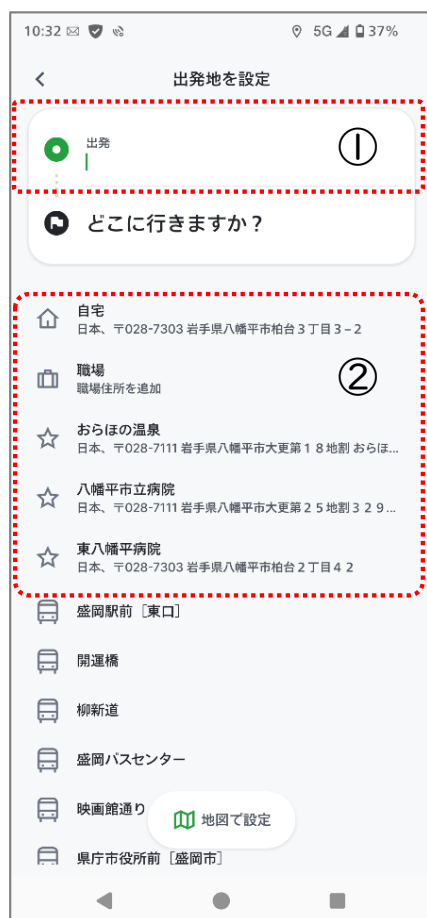 10:32 5G 37%
出発地を設定
出発
①
どこに行きますか？
自宅
日本、〒028-7303 岩手県八幡平市柏台３丁目３−２
職場
職場住所を追加
②
おらほの温泉
日本、〒028-7111 岩手県八幡平市大更第１８地割 おらほ...
八幡平市立病院
日本、〒028-7111 岩手県八幡平市大更第２５地割３２９...
東八幡平病院
日本、〒028-7303 岩手県八幡平市柏台２丁目４２
盛岡駅前［東口］
開運橋
柳新道
盛岡バスセンター
映画館通り
地図で設定
県庁市役所前［盛岡市］